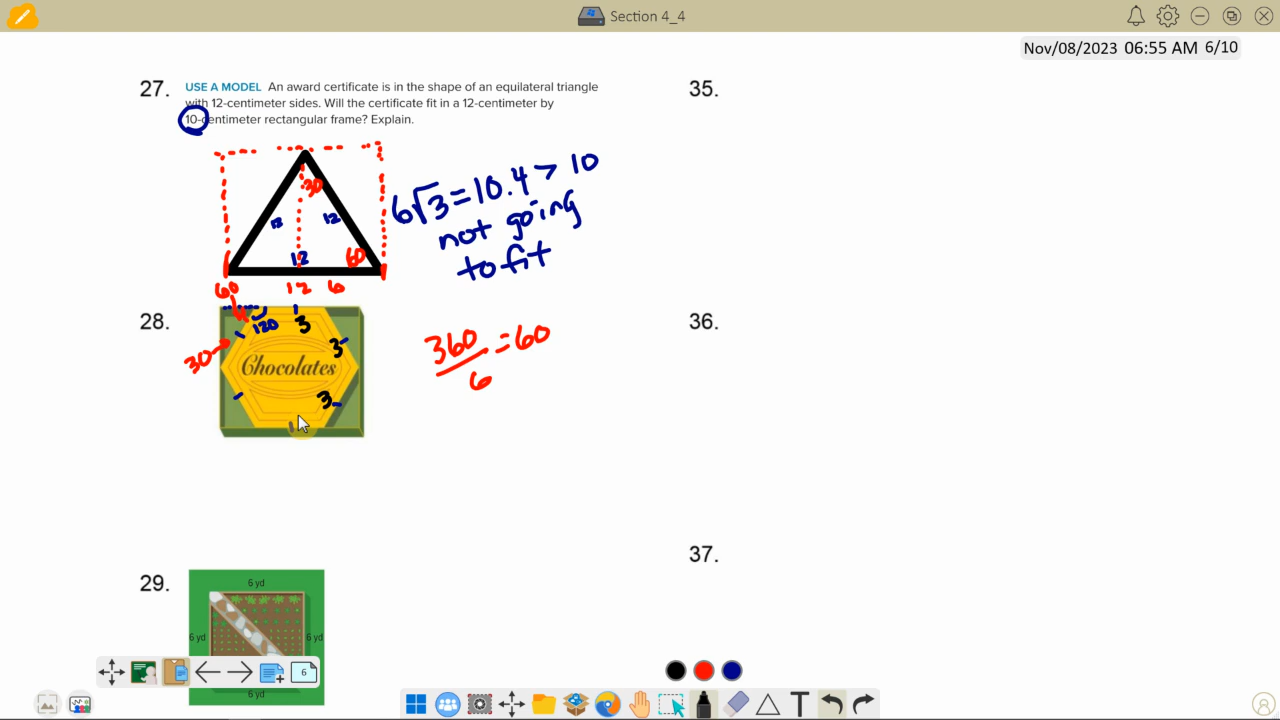 Section 4_4
Nov/08/2023 06:55 AM 6/10
27.
USE A MODEL An award certificate is in the shape of an equilateral triangle
with 12-centimeter sides. Will the certificate fit in a 12-centimeter by
10-centimeter rectangular frame? Explain.
30
12
12
60
60
12
6
6√3 = 10.4 > 10
not going
to fit
28.
120
3
30
3
3
Chocolates
360/6 = 60
29.
6 yd
6 yd
6 yd
6 yd
35.
36.
37.
6
T